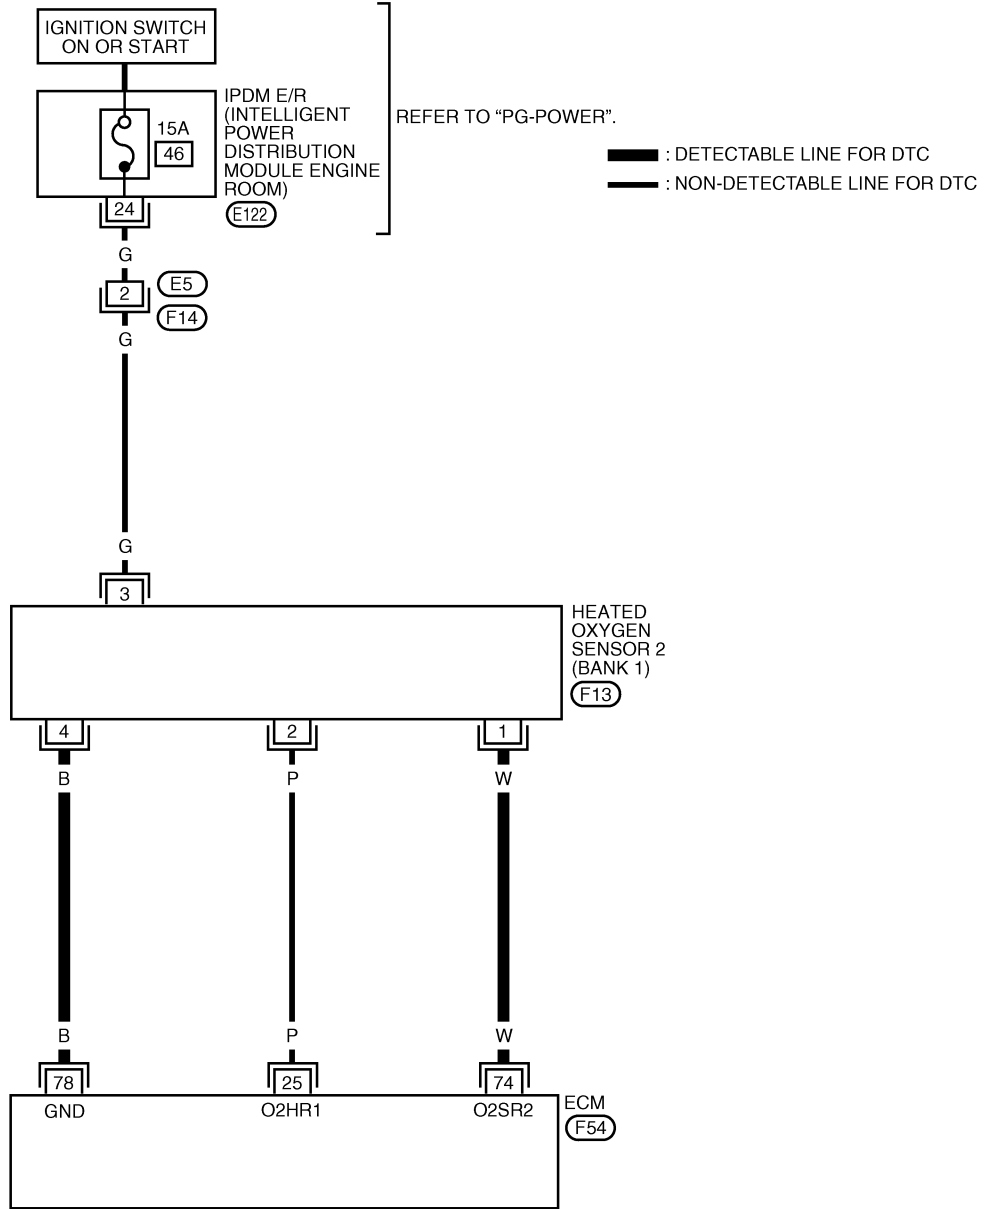 IGNITION SWITCH
ON OR START
IPDM E/R
(INTELLIGENT
POWER
DISTRIBUTION
MODULE ENGINE
ROOM)
E122
15A
46
24
REFER TO “PG-POWER”.
: DETECTABLE LINE FOR DTC
: NON-DETECTABLE LINE FOR DTC
G
2
E5
F14
G
G
3
HEATED
OXYGEN
SENSOR 2
(BANK 1)
F13
4 2 1
B P W
B P W
78 25 74
GND O2HR1 O2SR2
ECM
F54